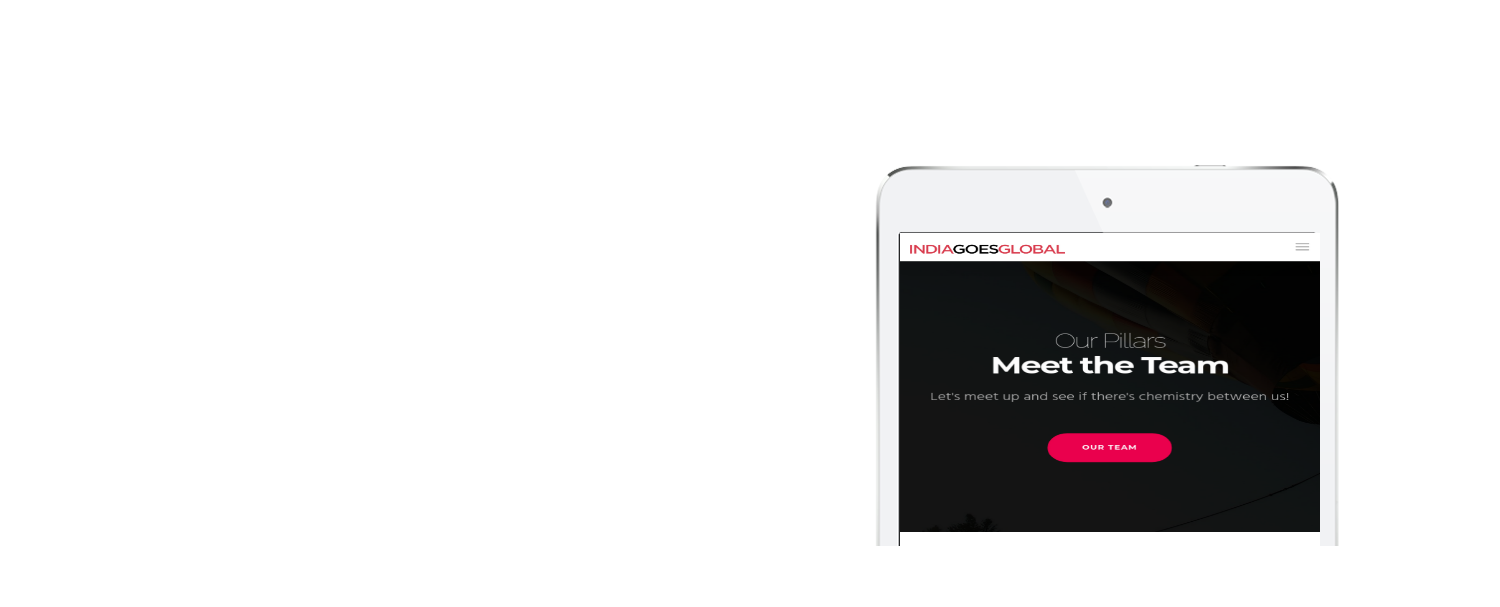 INDIAGOESGLOBAL
Our Pillars
Meet the Team
Let's meet up and see if there's chemistry between us!
OUR TEAM